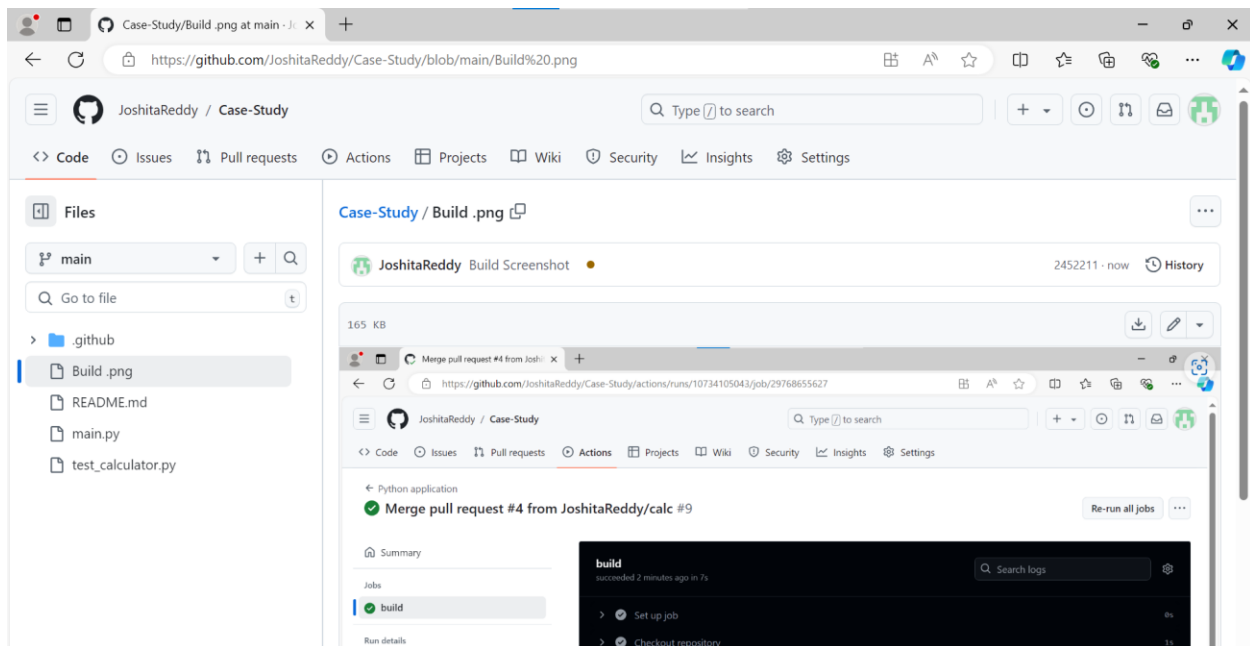 Case-Study/Build .png at main · Jo
https://github.com/JoshitaReddy/Case-Study/blob/main/Build%20.png
JoshitaReddy / Case-Study
Type / to search
Code Issues Pull requests Actions Projects Wiki Security Insights Settings
Files
main
Go to file
t
.github
Build .png
README.md
main.py
test_calculator.py
Case-Study / Build .png
JoshitaReddy Build Screenshot
2452211 · now History
165 KB
Merge pull request #4 from Joshi
https://github.com/JoshitaReddy/Case-Study/actions/runs/10734105043/job/29768655627
JoshitaReddy / Case-Study
Type / to search
Code Issues Pull requests Actions Projects Wiki Security Insights Settings
Python application
Merge pull request #4 from JoshitaReddy/calc #9
Re-run all jobs
Summary
Jobs
build
Run details
build
succeeded 2 minutes ago in 7s
Search logs
Set up job 0s
Checkout repository 1s